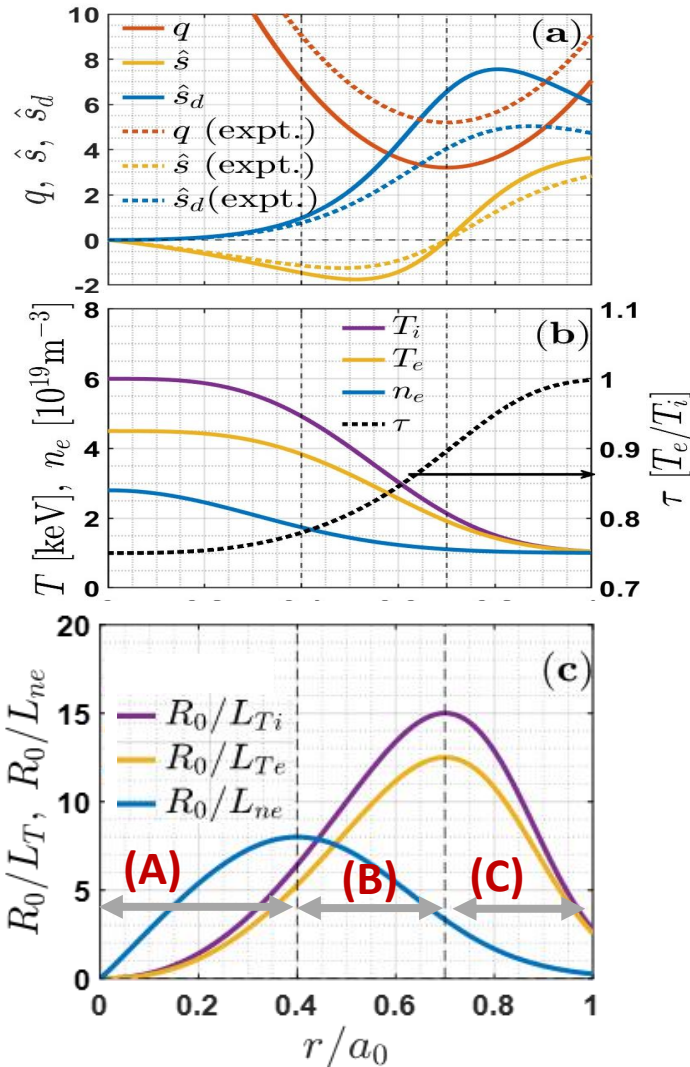 10
8
6
4
2
0
-2
q, ŝ, ŝ_d
(a)
q
ŝ
ŝ_d
q (expt.)
ŝ (expt.)
ŝ_d(expt.)
8
6
4
2
0
T [keV], n_e [10^19 m^−3]
(b)
T_i
T_e
n_e
τ
1.1
1
0.9
0.8
0.7
τ [T_e/T_i]
20
15
10
5
0
R_0/L_T, R_0/L_ne
(c)
R_0/L_Ti
R_0/L_Te
R_0/L_ne
(A)
(B)
(C)
0 0.2 0.4 0.6 0.8 1
r/a_0